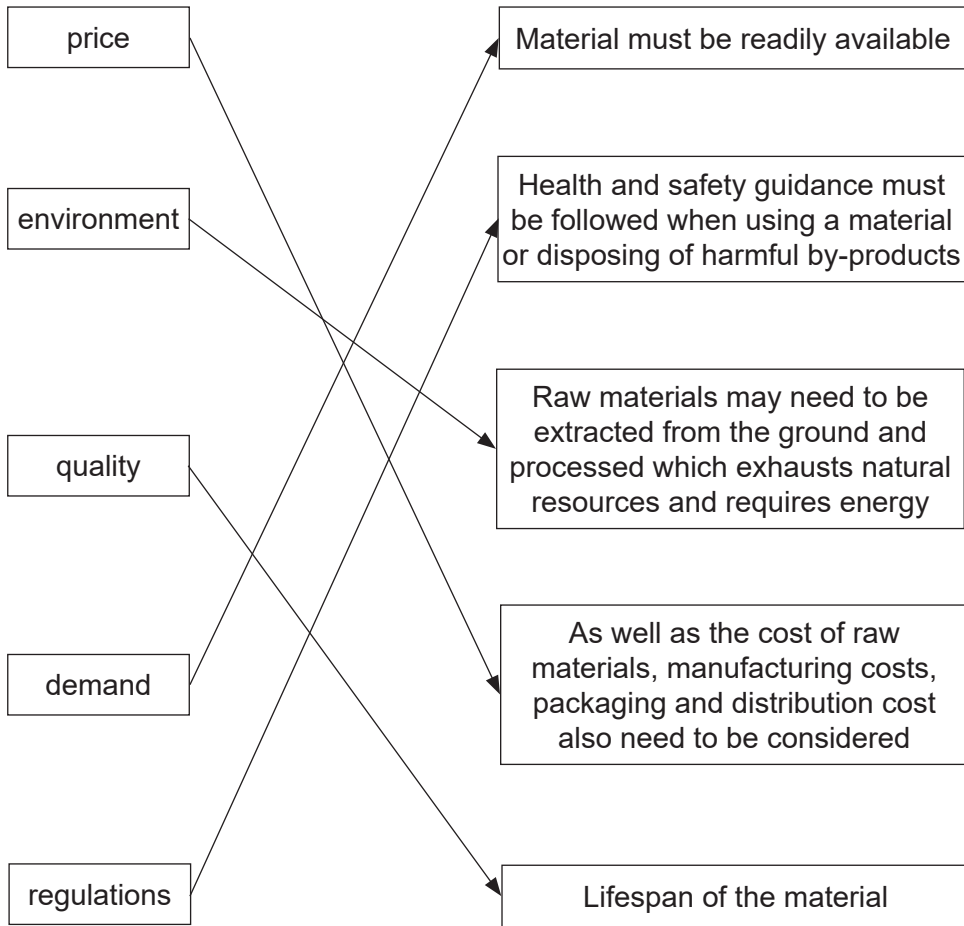 price
Material must be readily available
environment
Health and safety guidance must
be followed when using a material
or disposing of harmful by-products
quality
Raw materials may need to be
extracted from the ground and
processed which exhausts natural
resources and requires energy
demand
As well as the cost of raw
materials, manufacturing costs,
packaging and distribution cost
also need to be considered
regulations
Lifespan of the material